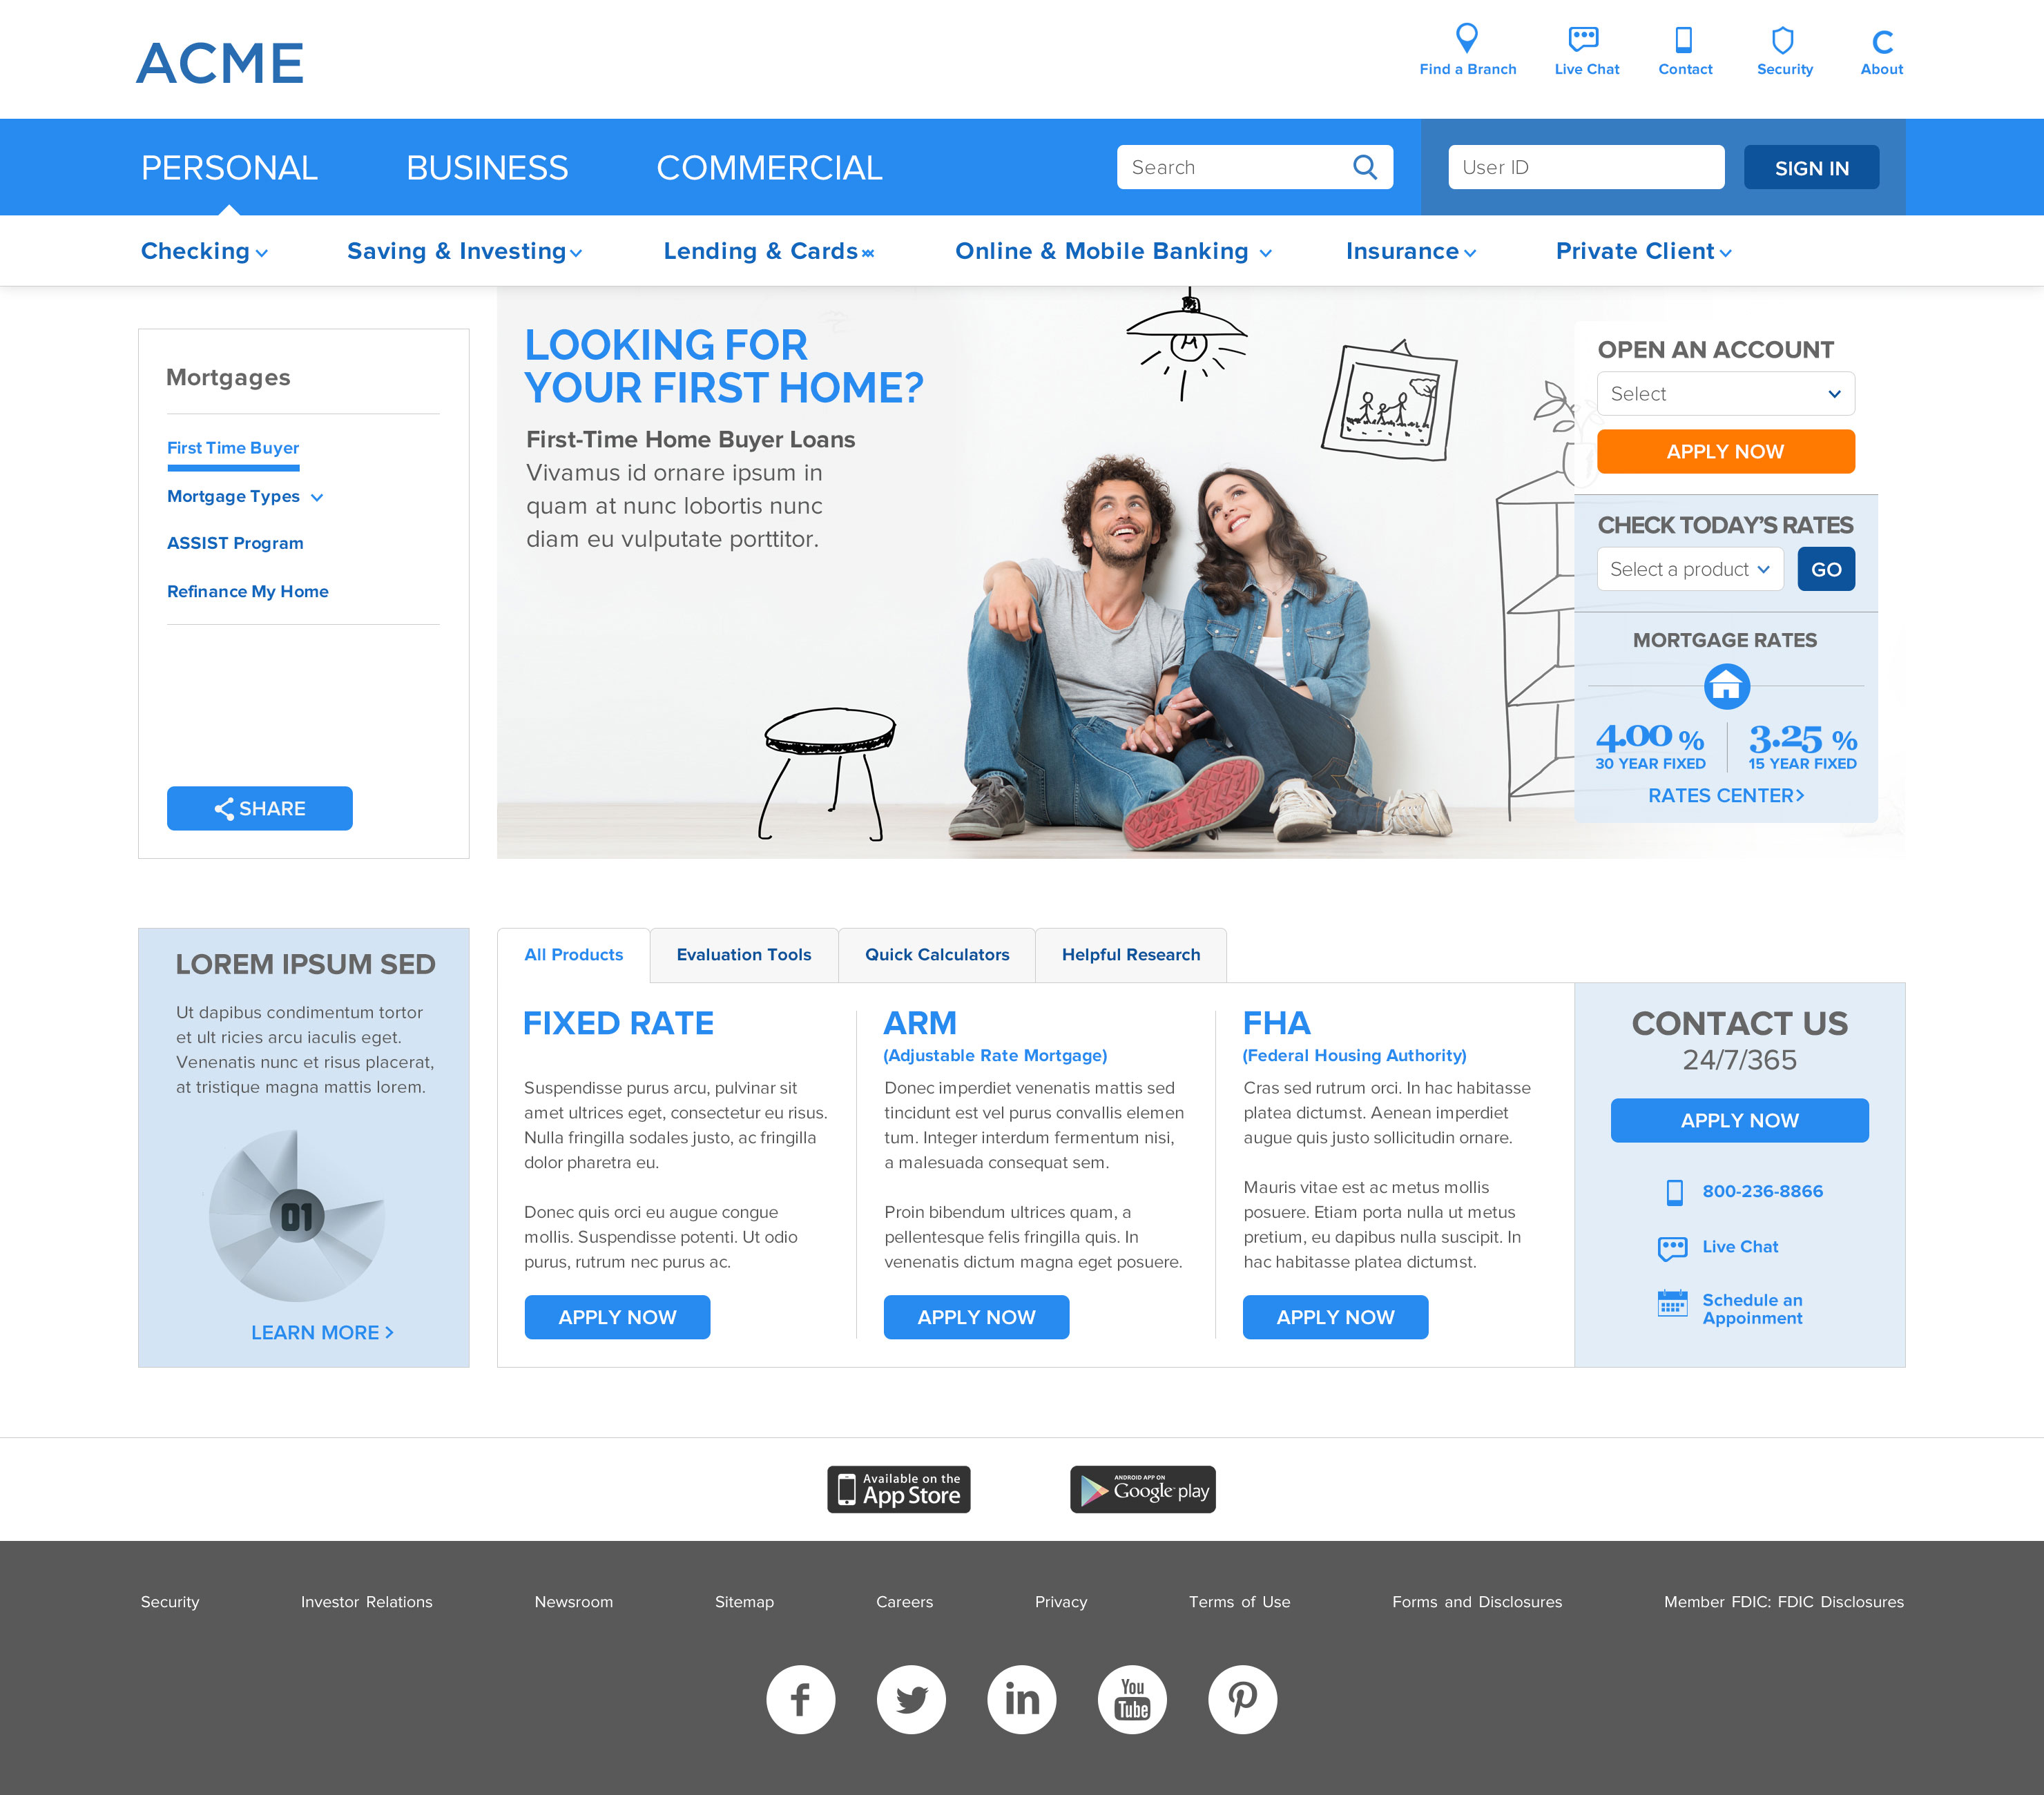 ACME
Find a Branch
Live Chat
Contact
Security
C
About
PERSONAL
BUSINESS
COMMERCIAL
Search
User ID
SIGN IN
Checking
Saving & Investing
Lending & Cards
Online & Mobile Banking
Insurance
Private Client
Mortgages
First Time Buyer
Mortgage Types
ASSIST Program
Refinance My Home
SHARE
LOOKING FOR
YOUR FIRST HOME?
First-Time Home Buyer Loans
Vivamus id ornare ipsum in
quam at nunc lobortis nunc
diam eu vulputate porttitor.
OPEN AN ACCOUNT
Select
APPLY NOW
CHECK TODAY'S RATES
Select a product
GO
MORTGAGE RATES
4.00 %
30 YEAR FIXED
3.25 %
15 YEAR FIXED
RATES CENTER
LOREM IPSUM SED
Ut dapibus condimentum tortor
et ult ricies arcu iaculis eget.
Venenatis nunc et risus placerat,
at tristique magna mattis lorem.
01
LEARN MORE
All Products
Evaluation Tools
Quick Calculators
Helpful Research
FIXED RATE
Suspendisse purus arcu, pulvinar sit
amet ultrices eget, consectetur eu risus.
Nulla fringilla sodales justo, ac fringilla
dolor pharetra eu.
Donec quis orci eu augue congue
mollis. Suspendisse potenti. Ut odio
purus, rutrum nec purus ac.
APPLY NOW
ARM
(Adjustable Rate Mortgage)
Donec imperdiet venenatis mattis sed
tincidunt est vel purus convallis elemen
tum. Integer interdum fermentum nisi,
a malesuada consequat sem.
Proin bibendum ultrices quam, a
pellentesque felis fringilla quis. In
venenatis dictum magna eget posuere.
APPLY NOW
FHA
(Federal Housing Authority)
Cras sed rutrum orci. In hac habitasse
platea dictumst. Aenean imperdiet
augue quis justo sollicitudin ornare.
Mauris vitae est ac metus mollis
posuere. Etiam porta nulla ut metus
pretium, eu dapibus nulla suscipit. In
hac habitasse platea dictumst.
APPLY NOW
CONTACT US
24/7/365
APPLY NOW
800-236-8866
Live Chat
Schedule an
Appoinment
Available on the
App Store
ANDROID APP ON
Google play
Security
Investor Relations
Newsroom
Sitemap
Careers
Privacy
Terms of Use
Forms and Disclosures
Member FDIC: FDIC Disclosures
f
in
You
Tube